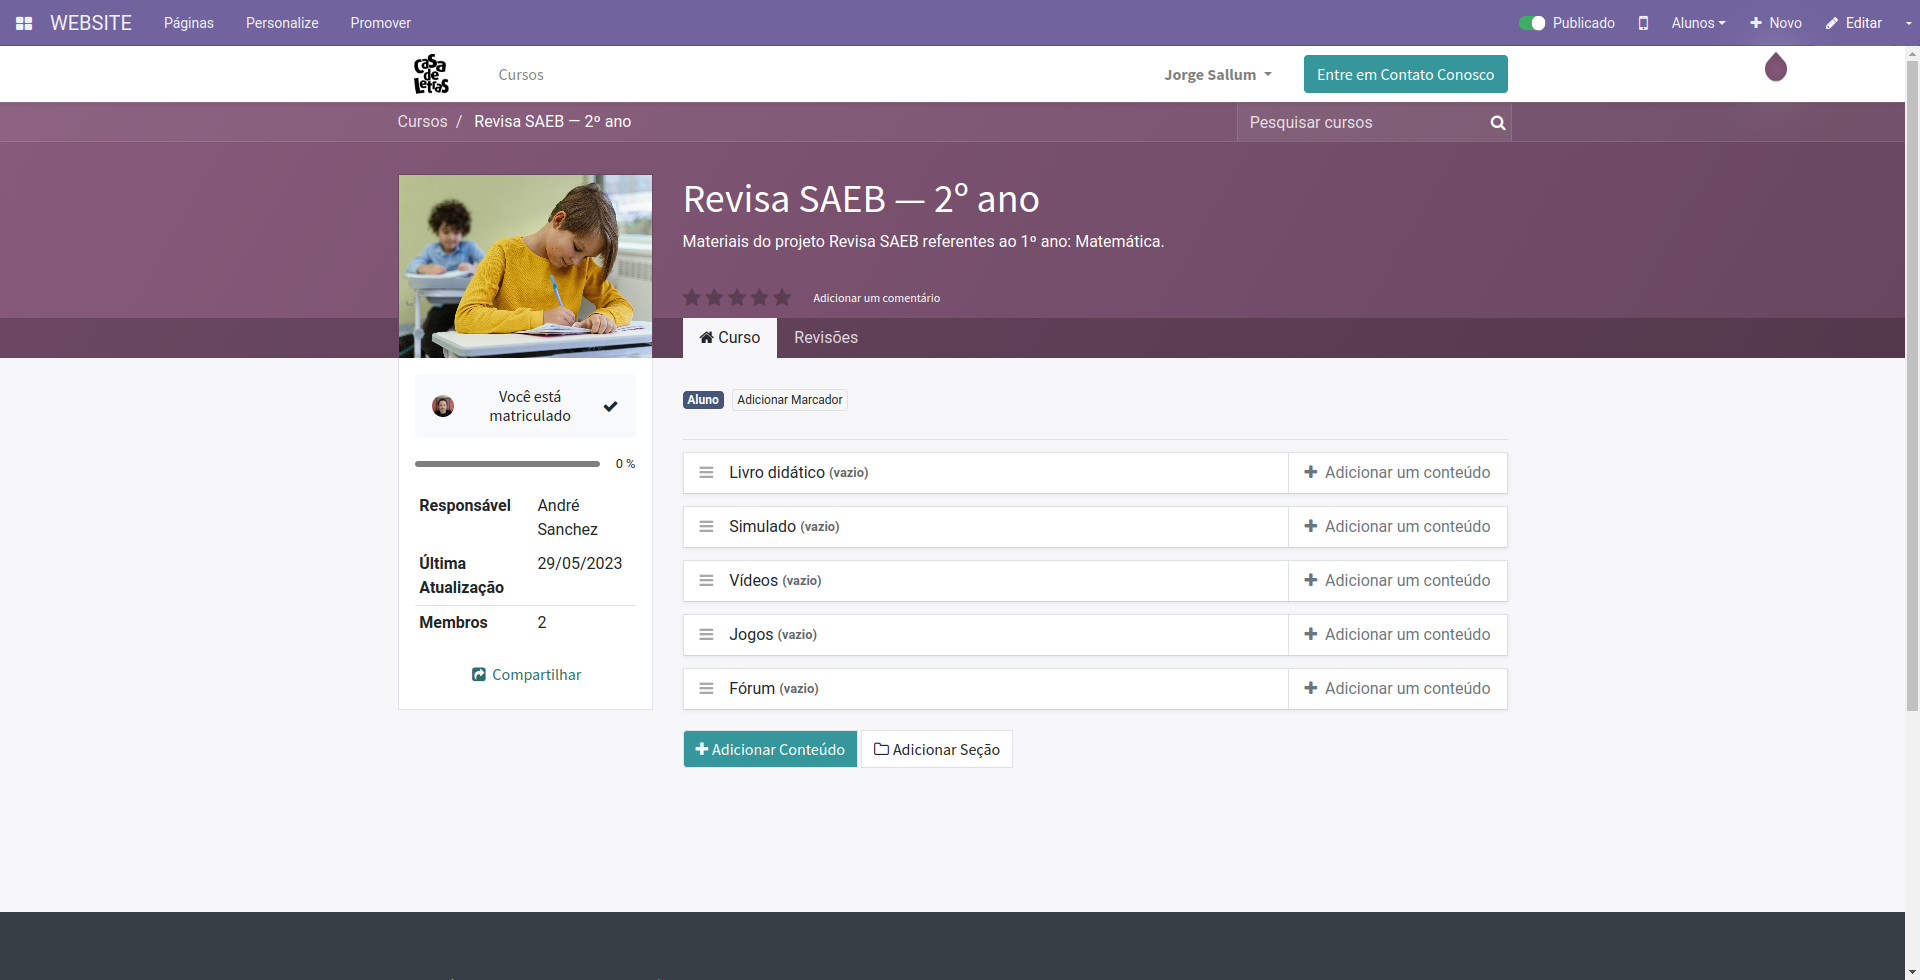 WEBSITE Páginas Personalize Promover Publicado Alunos Novo Editar
Casa de Letras Cursos Jorge Sallum Entre em Contato Conosco
Cursos / Revisa SAEB — 2º ano Pesquisar cursos
Revisa SAEB — 2º ano
Materiais do projeto Revisa SAEB referentes ao 1º ano: Matemática.
Adicionar um comentário
Curso Revisões
Você está
matriculado
0 %
Responsável André
Sanchez
Última 29/05/2023
Atualização
Membros 2
Compartilhar
Aluno Adicionar Marcador
Livro didático (vazio) Adicionar um conteúdo
Simulado (vazio) Adicionar um conteúdo
Vídeos (vazio) Adicionar um conteúdo
Jogos (vazio) Adicionar um conteúdo
Fórum (vazio) Adicionar um conteúdo
Adicionar Conteúdo Adicionar Seção